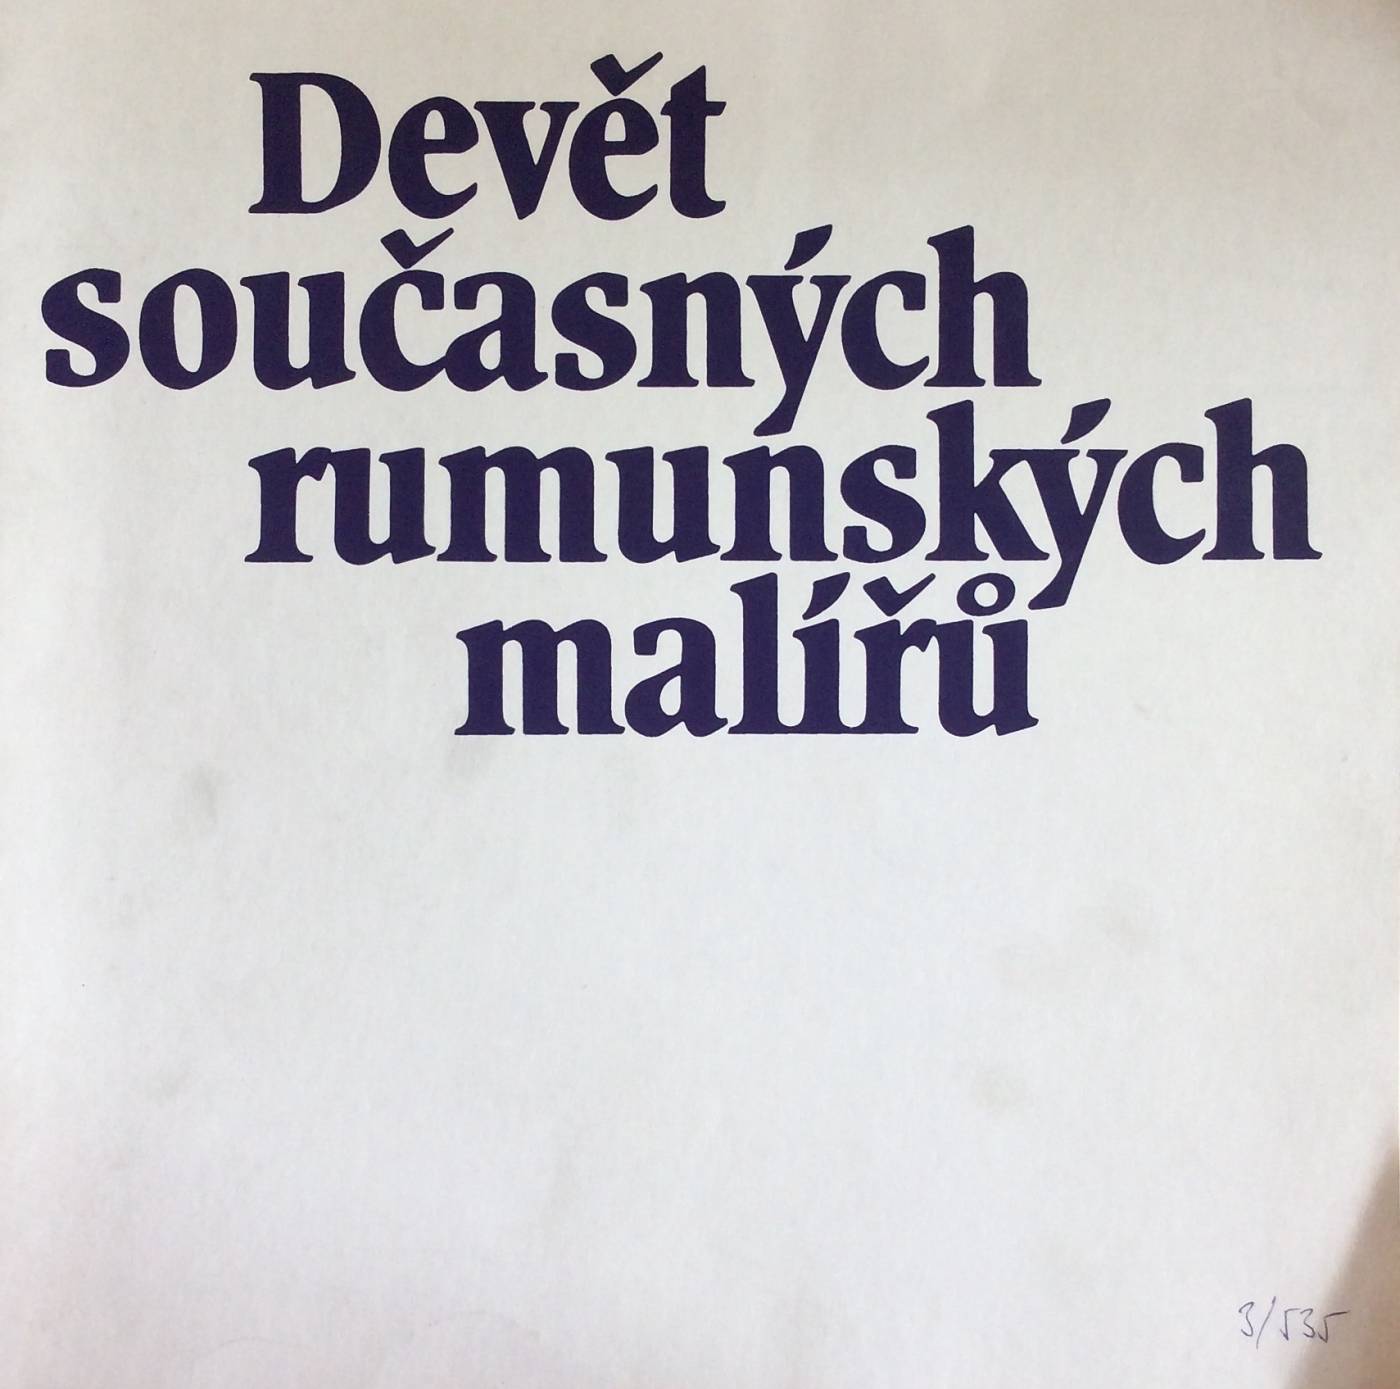 Devět
současných
rumunských
malířů
3/535